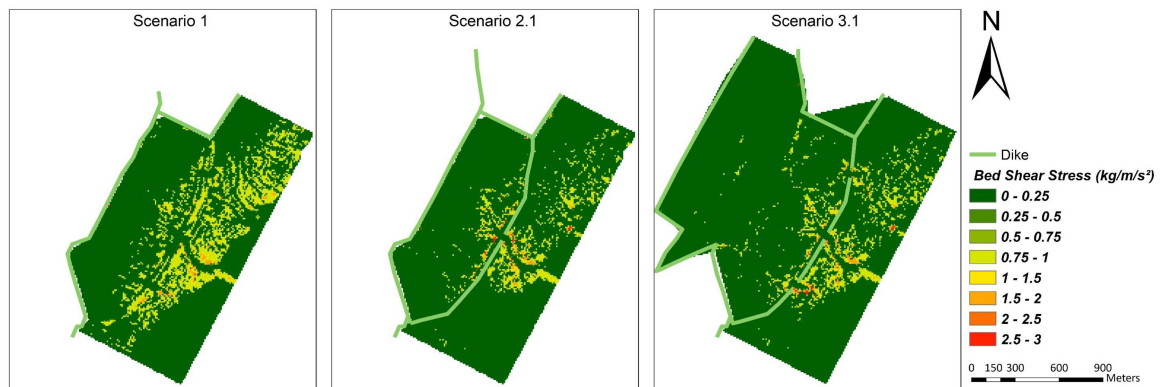 Scenario 1
Scenario 2.1
Scenario 3.1
N
Dike
Bed Shear Stress (kg/m/s²)
0 - 0.25
0.25 - 0.5
0.5 - 0.75
0.75 - 1
1 - 1.5
1.5 - 2
2 - 2.5
2.5 - 3
0 150 300 600 900
Meters